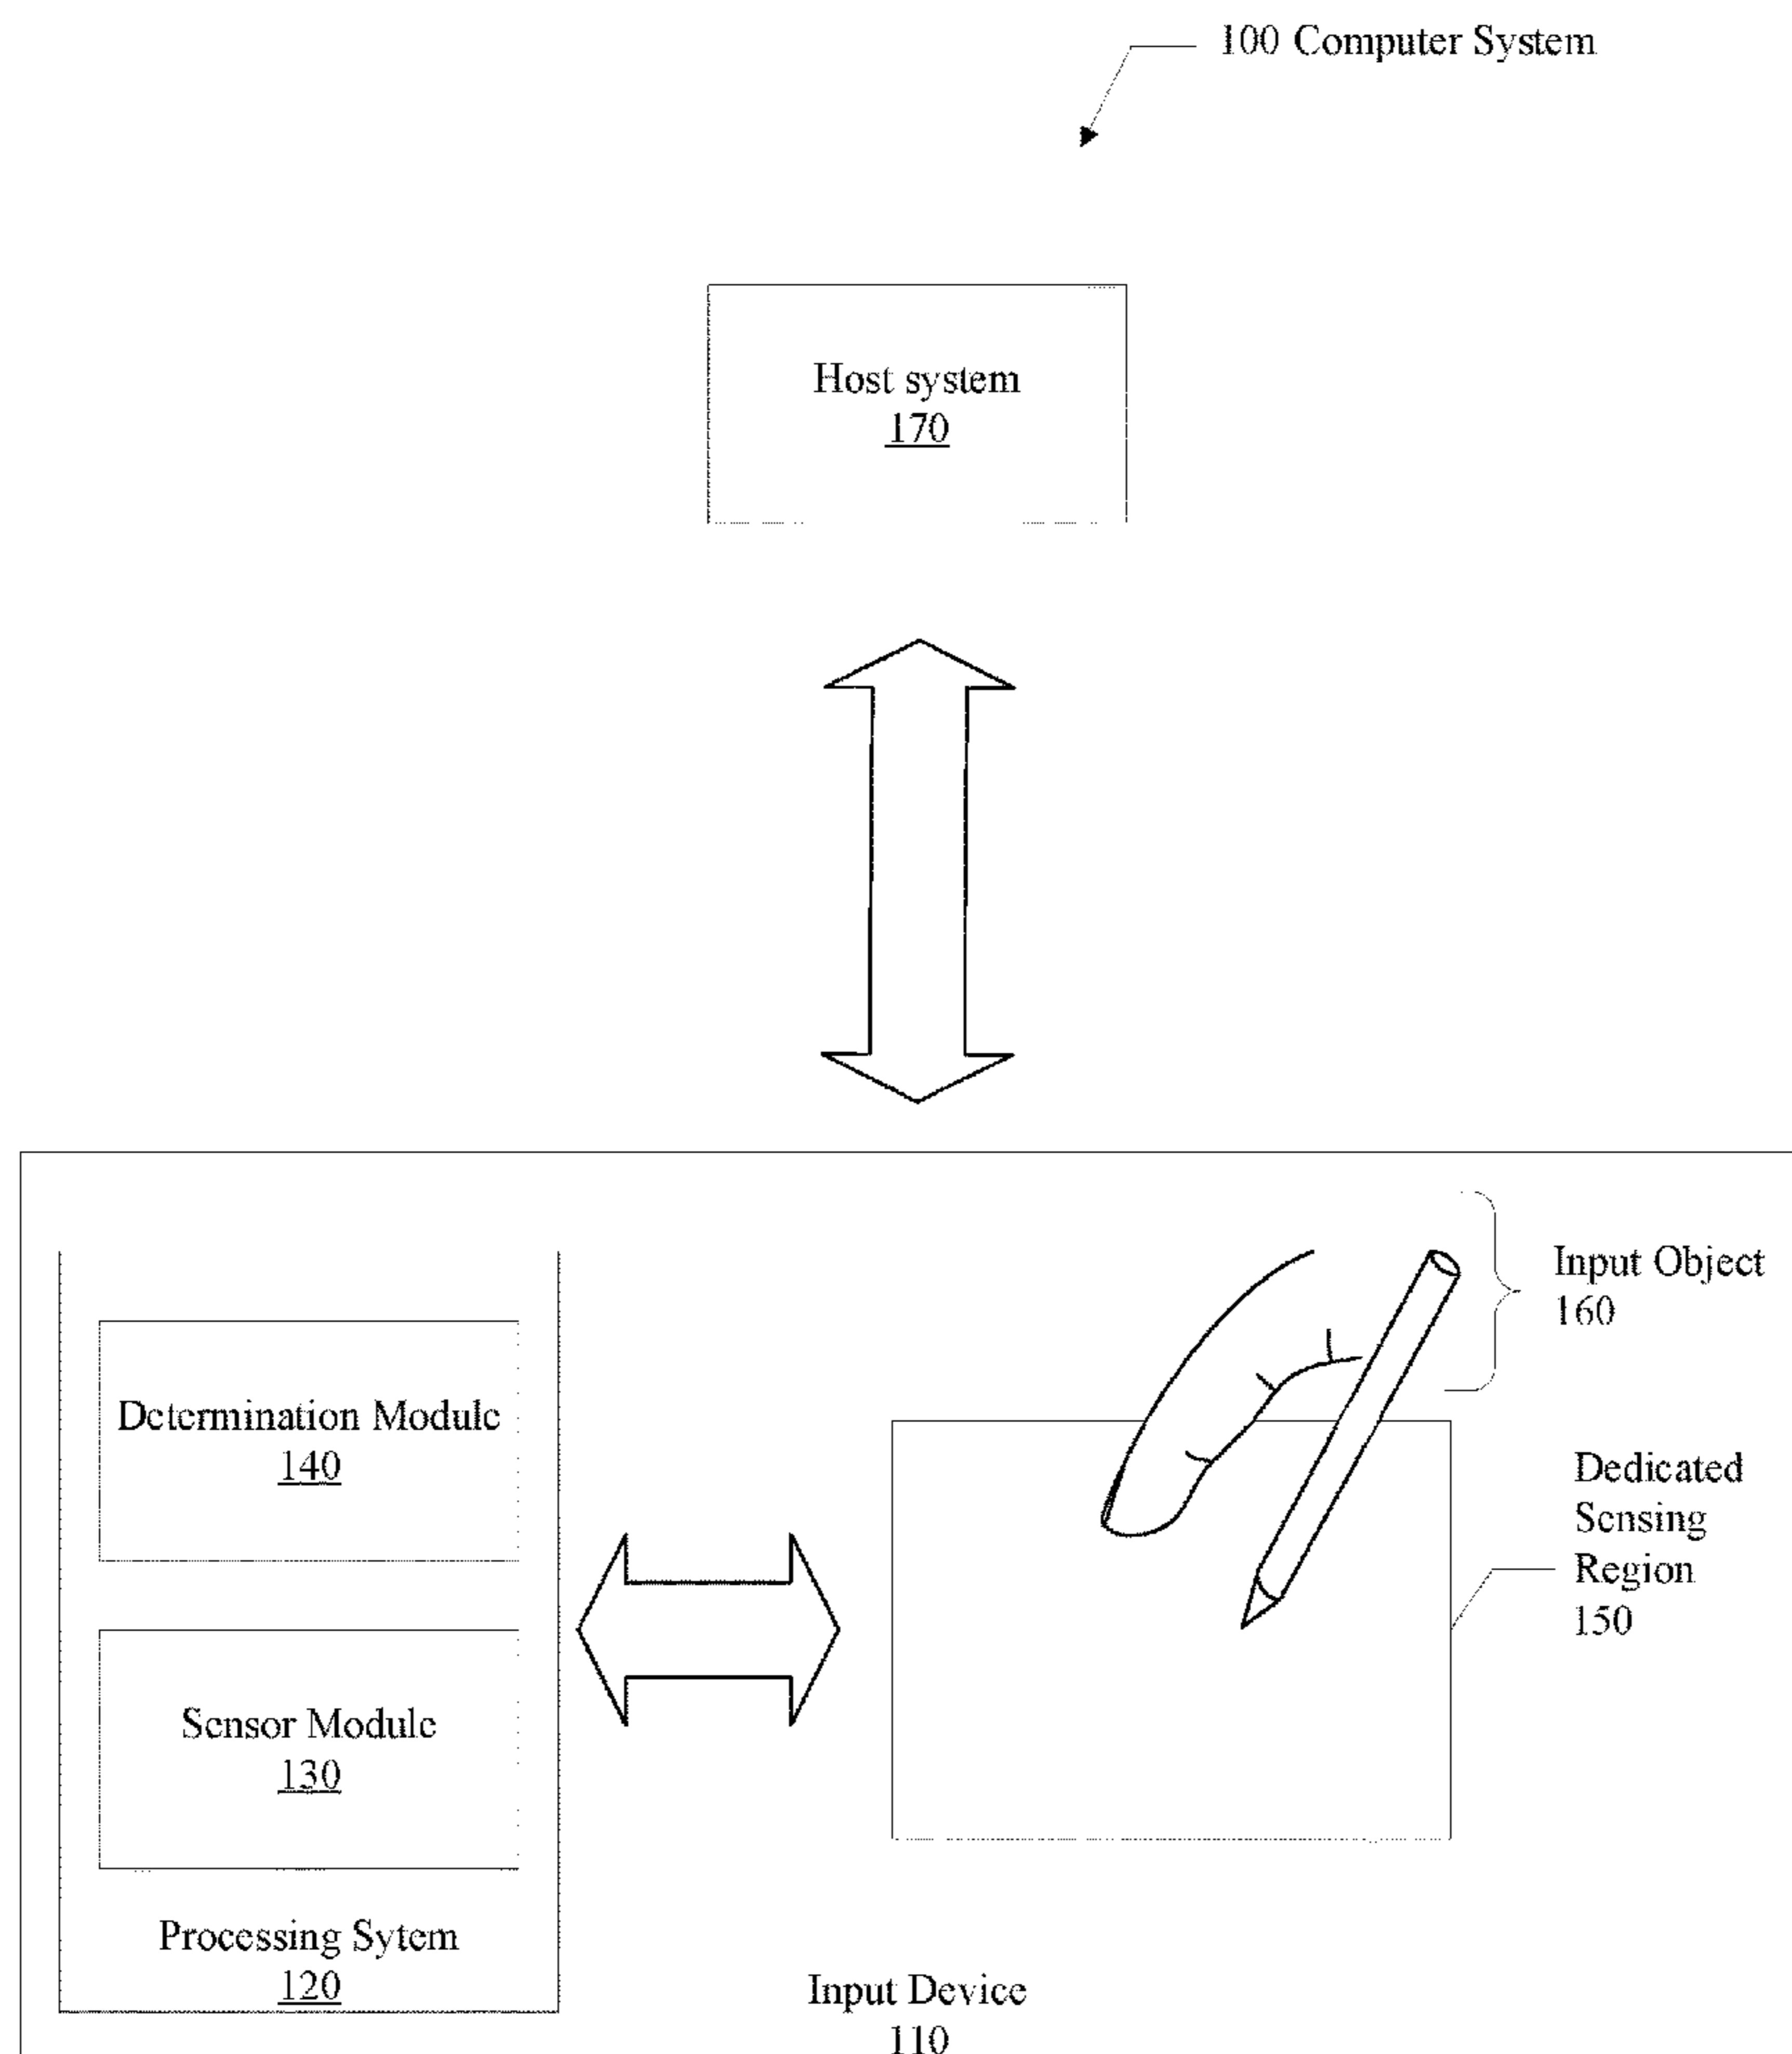 100 Computer System
Host system
170
Input Object
160
Determination Module
140
Dedicated
Sensing
Region
150
Sensor Module
130
Processing Sytem
120
Input Device
110